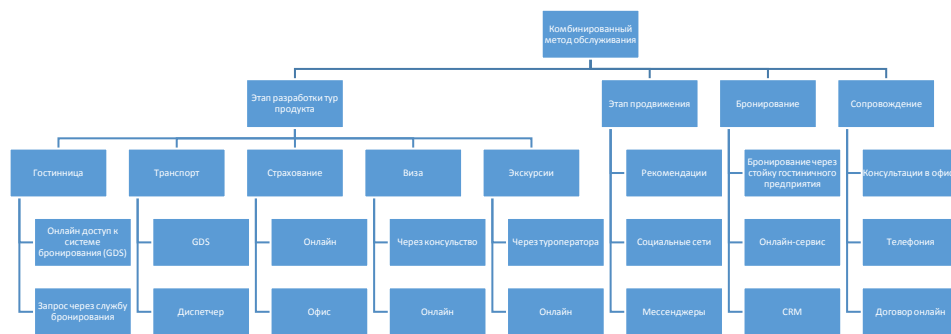 Комбинированный
метод обслуживания
Этап разработки тур
продукта
Этап продвижения
Бронирование
Сопровождение
Гостинница
Транспорт
Страхование
Виза
Экскурсии
Рекомендации
Бронирование через
стойку гостиничного
предприятия
Консультации в офис
Онлайн доступ к
системе
бронирования (GDS)
GDS
Онлайн
Через консульство
Через туроператора
Социальные сети
Онлайн-сервис
Телефония
Запрос через службу
бронирования
Диспетчер
Офис
Онлайн
Онлайн
Мессенджеры
CRM
Договор онлайн